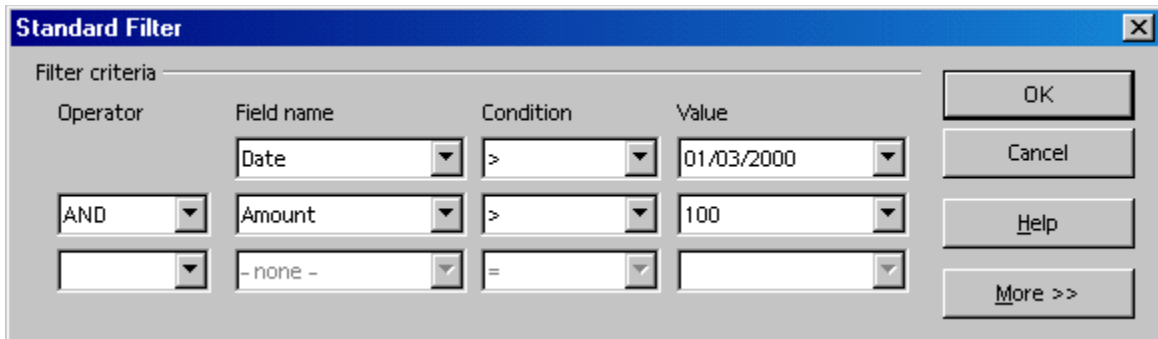 Standard Filter
Filter criteria
Operator Field name Condition Value
Date > 01/03/2000
AND Amount > 100
- none - =
OK
Cancel
Help
More >>